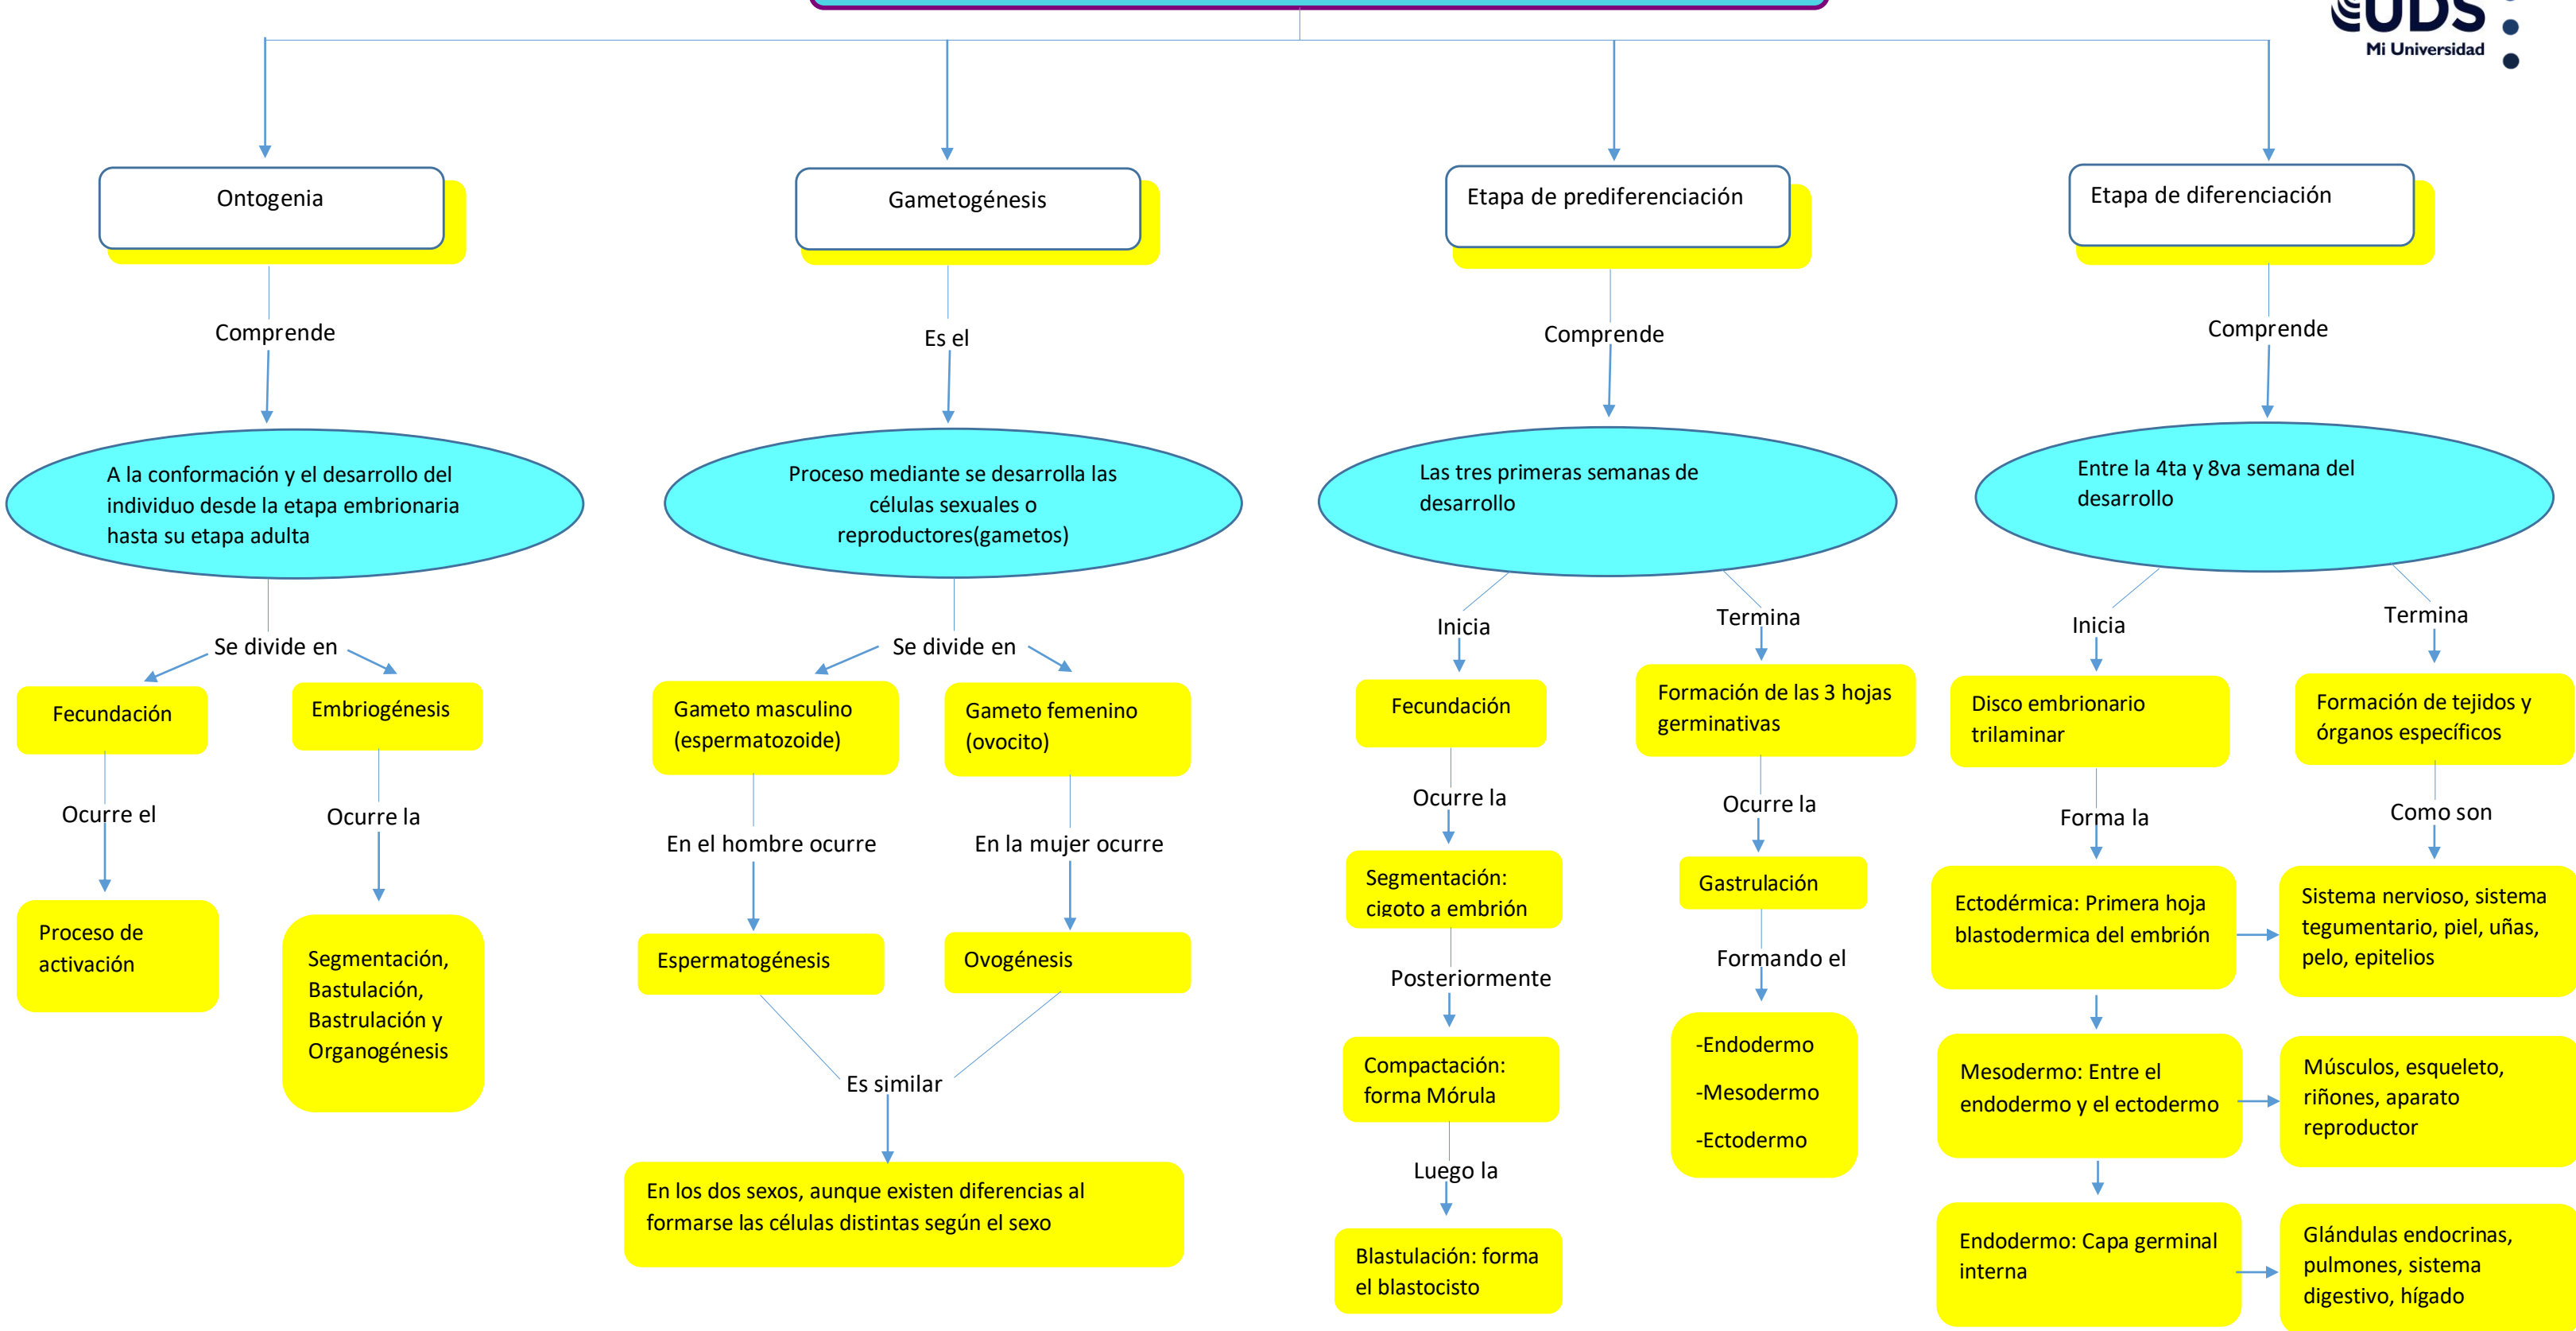 EUDS
Mi Universidad
Ontogenia
Gametogénesis
Etapa de prediferenciación
Etapa de diferenciación
Comprende
Es el
Comprende
Comprende
A la conformación y el desarrollo del
individuo desde la etapa embrionaria
hasta su etapa adulta
Proceso mediante se desarrolla las
células sexuales o
reproductores(gametos)
Las tres primeras semanas de
desarrollo
Entre la 4ta y 8va semana del
desarrollo
Se divide en
Se divide en
Inicia
Termina
Inicia
Termina
Fecundación
Embriogénesis
Gameto masculino
(espermatozoide)
Gameto femenino
(ovocito)
Fecundación
Formación de las 3 hojas
germinativas
Disco embrionario
trilaminar
Formación de tejidos y
órganos específicos
Ocurre el
Ocurre la
En el hombre ocurre
En la mujer ocurre
Ocurre la
Ocurre la
Forma la
Como son
Proceso de
activación
Segmentación,
Bastulación,
Bastrulación y
Organogénesis
Espermatogénesis
Ovogénesis
Es similar
En los dos sexos, aunque existen diferencias al
formarse las células distintas según el sexo
Segmentación:
cigoto a embrión
Posteriormente
Compactación:
forma Mórula
Luego la
Blastulación: forma
el blastocisto
Gastrulación
Formando el
-Endodermo
-Mesodermo
-Ectodermo
Ectodérmica: Primera hoja
blastodermica del embrión
Sistema nervioso, sistema
tegumentario, piel, uñas,
pelo, epitelios
Mesodermo: Entre el
endodermo y el ectodermo
Músculos, esqueleto,
riñones, aparato
reproductor
Endodermo: Capa germinal
interna
Glándulas endocrinas,
pulmones, sistema
digestivo, hígado